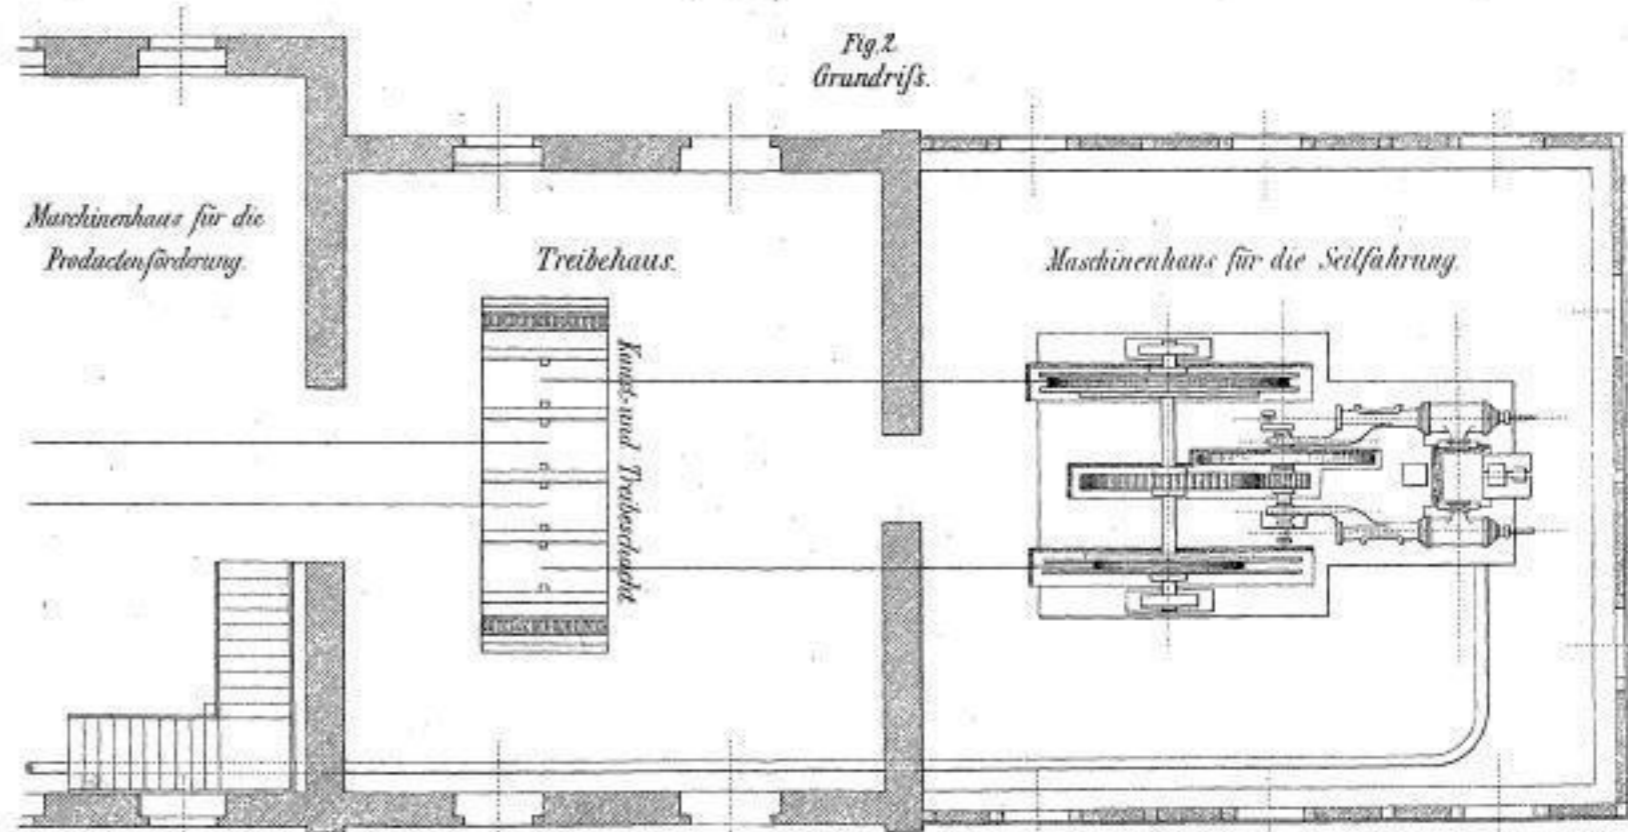 Fig. 2.
Grundriſs.
Maschinenhaus für die
Productenförderung.
Treibehaus.
Maschinenhaus für die Seilfahrung.
Kunst- und Treibeschacht